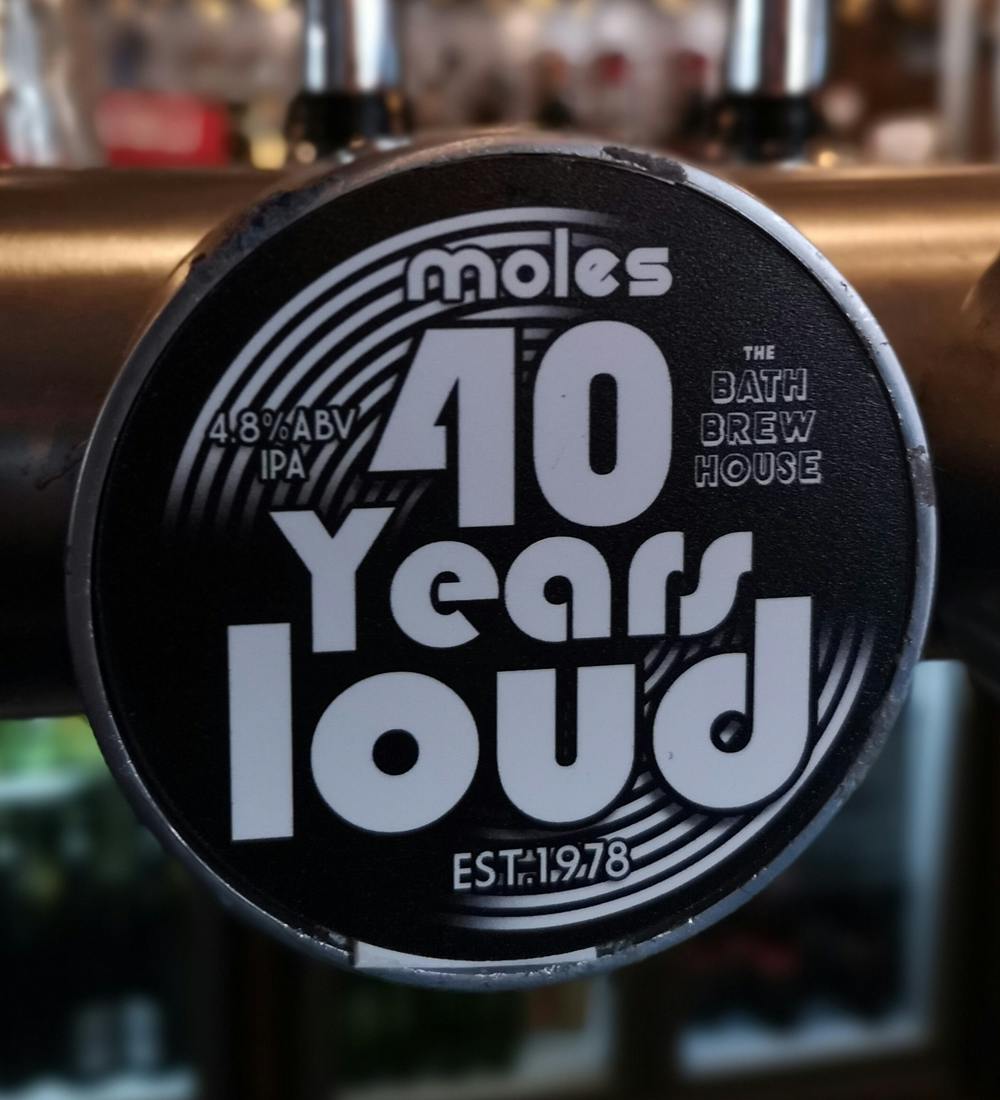 moles
40
Years
loud
4.8% ABV
IPA
THE
BATH
BREW
HOUSE
EST. 1978